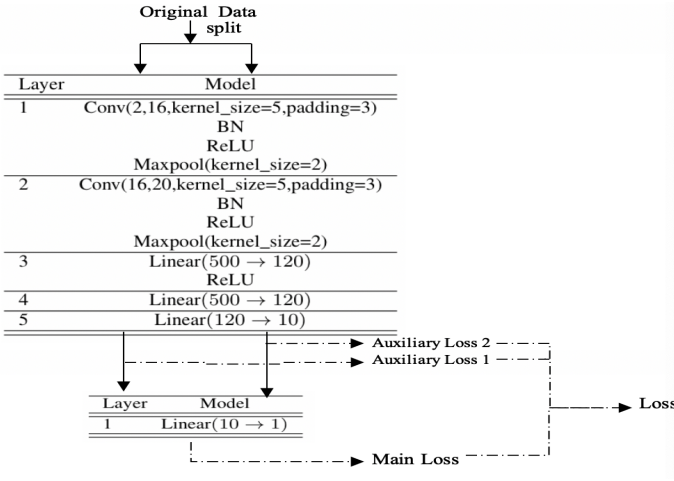 Original Data
split
Layer Model
1 Conv(2,16,kernel_size=5,padding=3)
BN
ReLU
Maxpool(kernel_size=2)
2 Conv(16,20,kernel_size=5,padding=3)
BN
ReLU
Maxpool(kernel_size=2)
3 Linear(500 → 120)
ReLU
4 Linear(500 → 120)
5 Linear(120 → 10)
Auxiliary Loss 2
Auxiliary Loss 1
Layer Model
1 Linear(10 → 1)
Loss
Main Loss